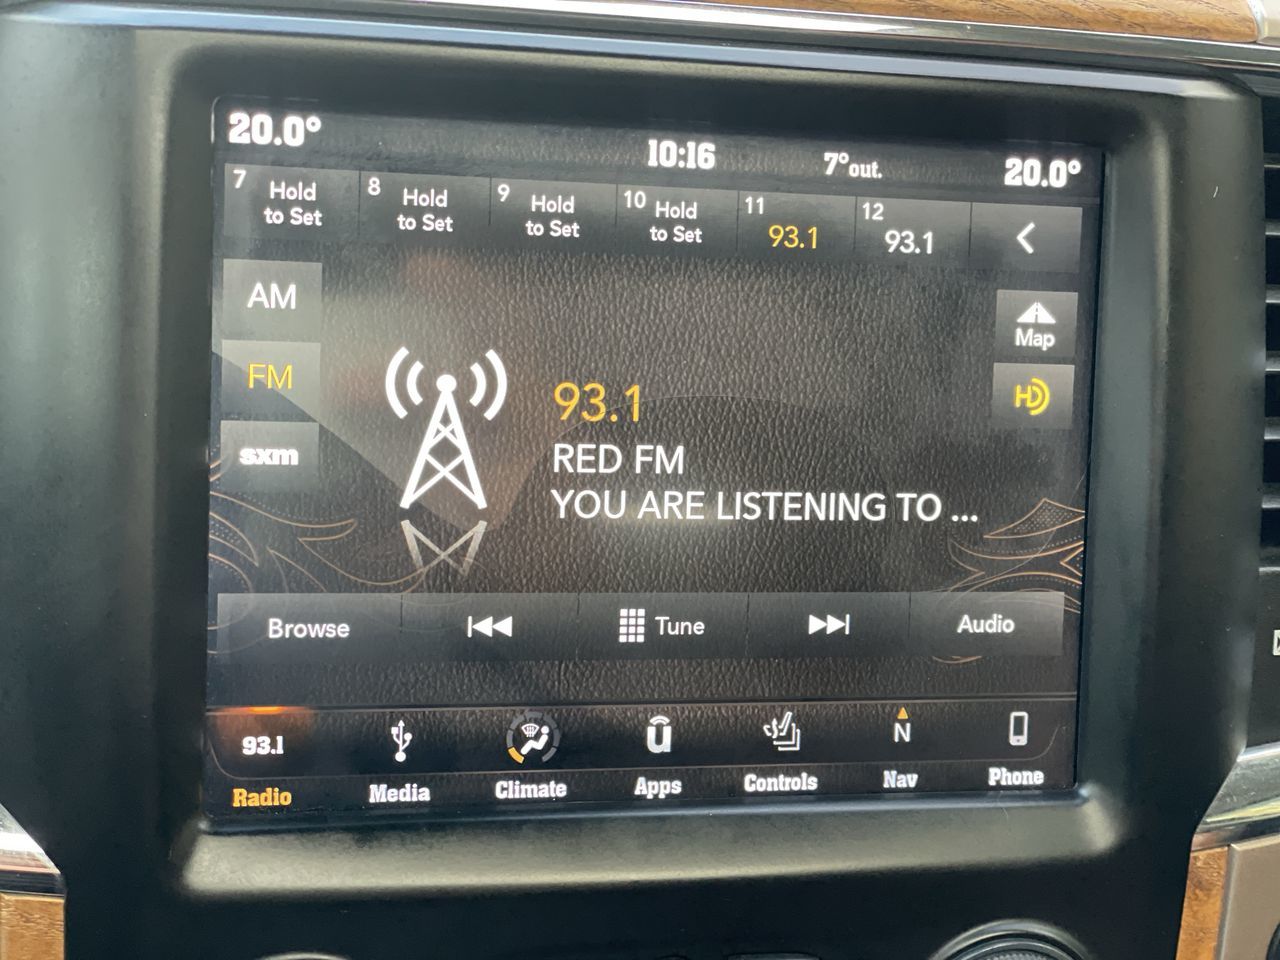 20.0° 10:16 7°out. 20.0°
7 Hold to Set 8 Hold to Set 9 Hold to Set 10 Hold to Set 11 93.1 12 93.1
AM
FM
sxm
Map
HD
93.1
RED FM
YOU ARE LISTENING TO ...
Browse Tune Audio
93.1 N
Radio Media Climate Apps Controls Nav Phone